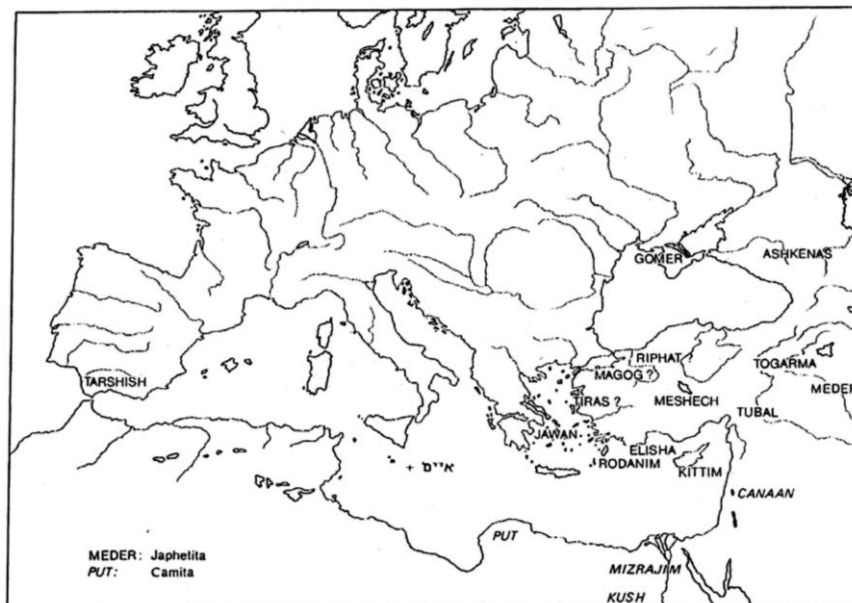 GOMER
ASHKENAS
RIPHAT
TOGARMA
MAGOG ?
MEDER
TARSHISH
TIRAS ?
MESHECH
TUBAL
JAWAN
ELISHA
RODANIM
KITTIM
+ איים
CANAAN
PUT
MIZRAJIM
KUSH
MEDER: Japhetita
PUT: Camita